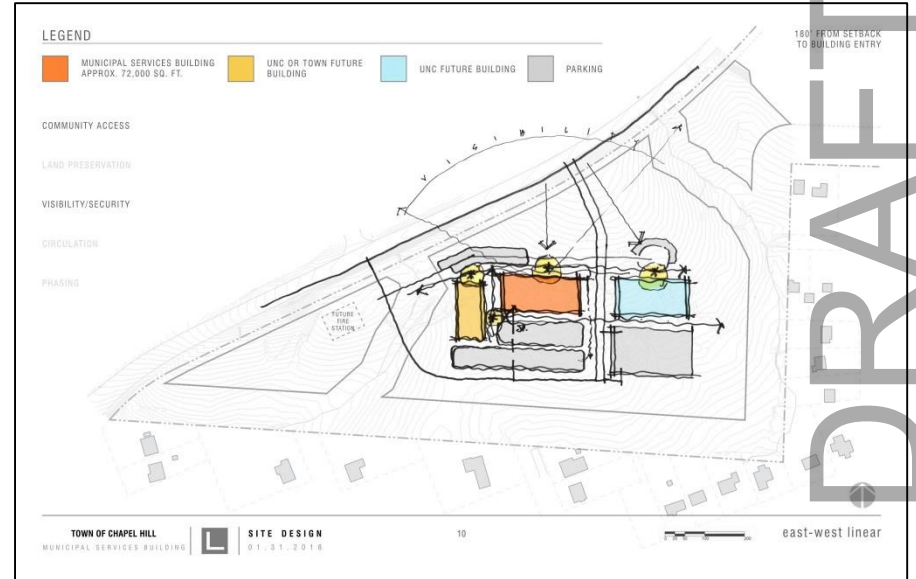 LEGEND
MUNICIPAL SERVICES BUILDING
APPROX. 72,000 SQ. FT.
UNC OR TOWN FUTURE
BUILDING
UNC FUTURE BUILDING
PARKING
180' FROM SETBACK
TO BUILDING ENTRY
COMMUNITY ACCESS
LAND PRESERVATION
VISIBILITY/SECURITY
CIRCULATION
PHASING
VISIBILITY
FUTURE
FIRE
STATION
DRAFT
TOWN OF CHAPEL HILL
MUNICIPAL SERVICES BUILDING
L
SITE DESIGN
01.31.2018
10
east-west linear